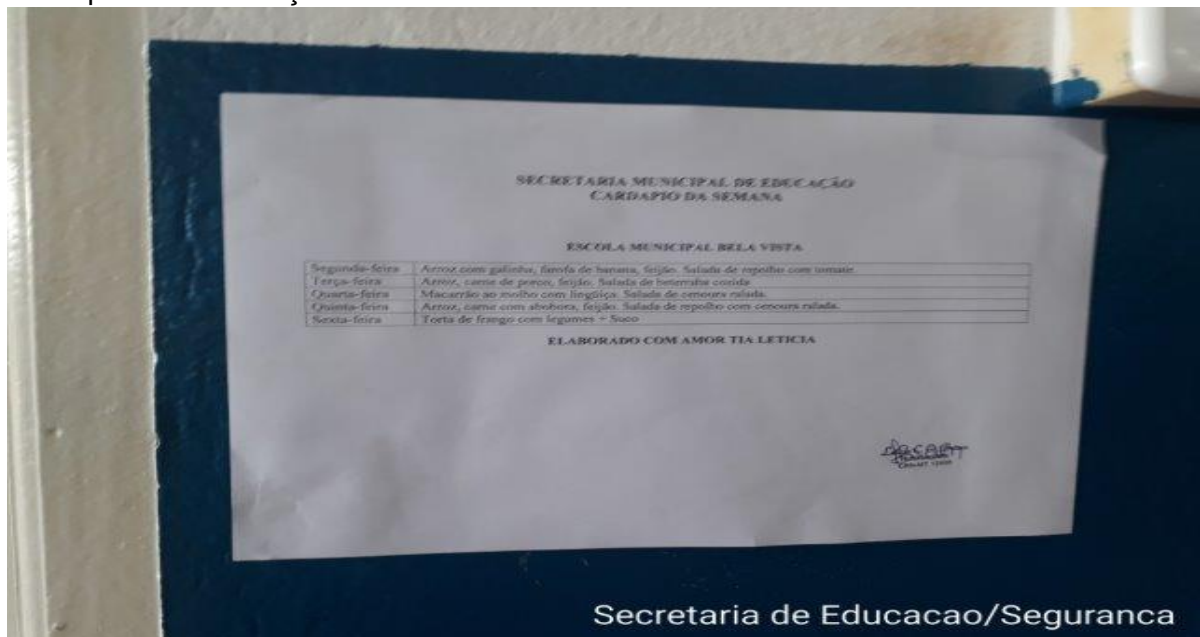 SECRETARIA MUNICIPAL DE EDUCAÇÃO
CARDAPIO DA SEMANA
ESCOLA MUNICIPAL BELA VISTA
Segunda-feira Arroz com galinha, farofa de banana, feijão. Salada de repolho com tomate.
Terça-feira Arroz, carne de porco, feijão. Salada de beterraba cozida
Quarta-feira Macarrão ao molho com lingüiça. Salada de cenoura ralada.
Quinta-feira Arroz, carne com abobora, feijão. Salada de repolho com cenoura ralada.
Sexta-feira Torta de frango com legumes + Suco
ELABORADO COM AMOR TIA LETICIA
Secretaria de Educacao/Seguranca